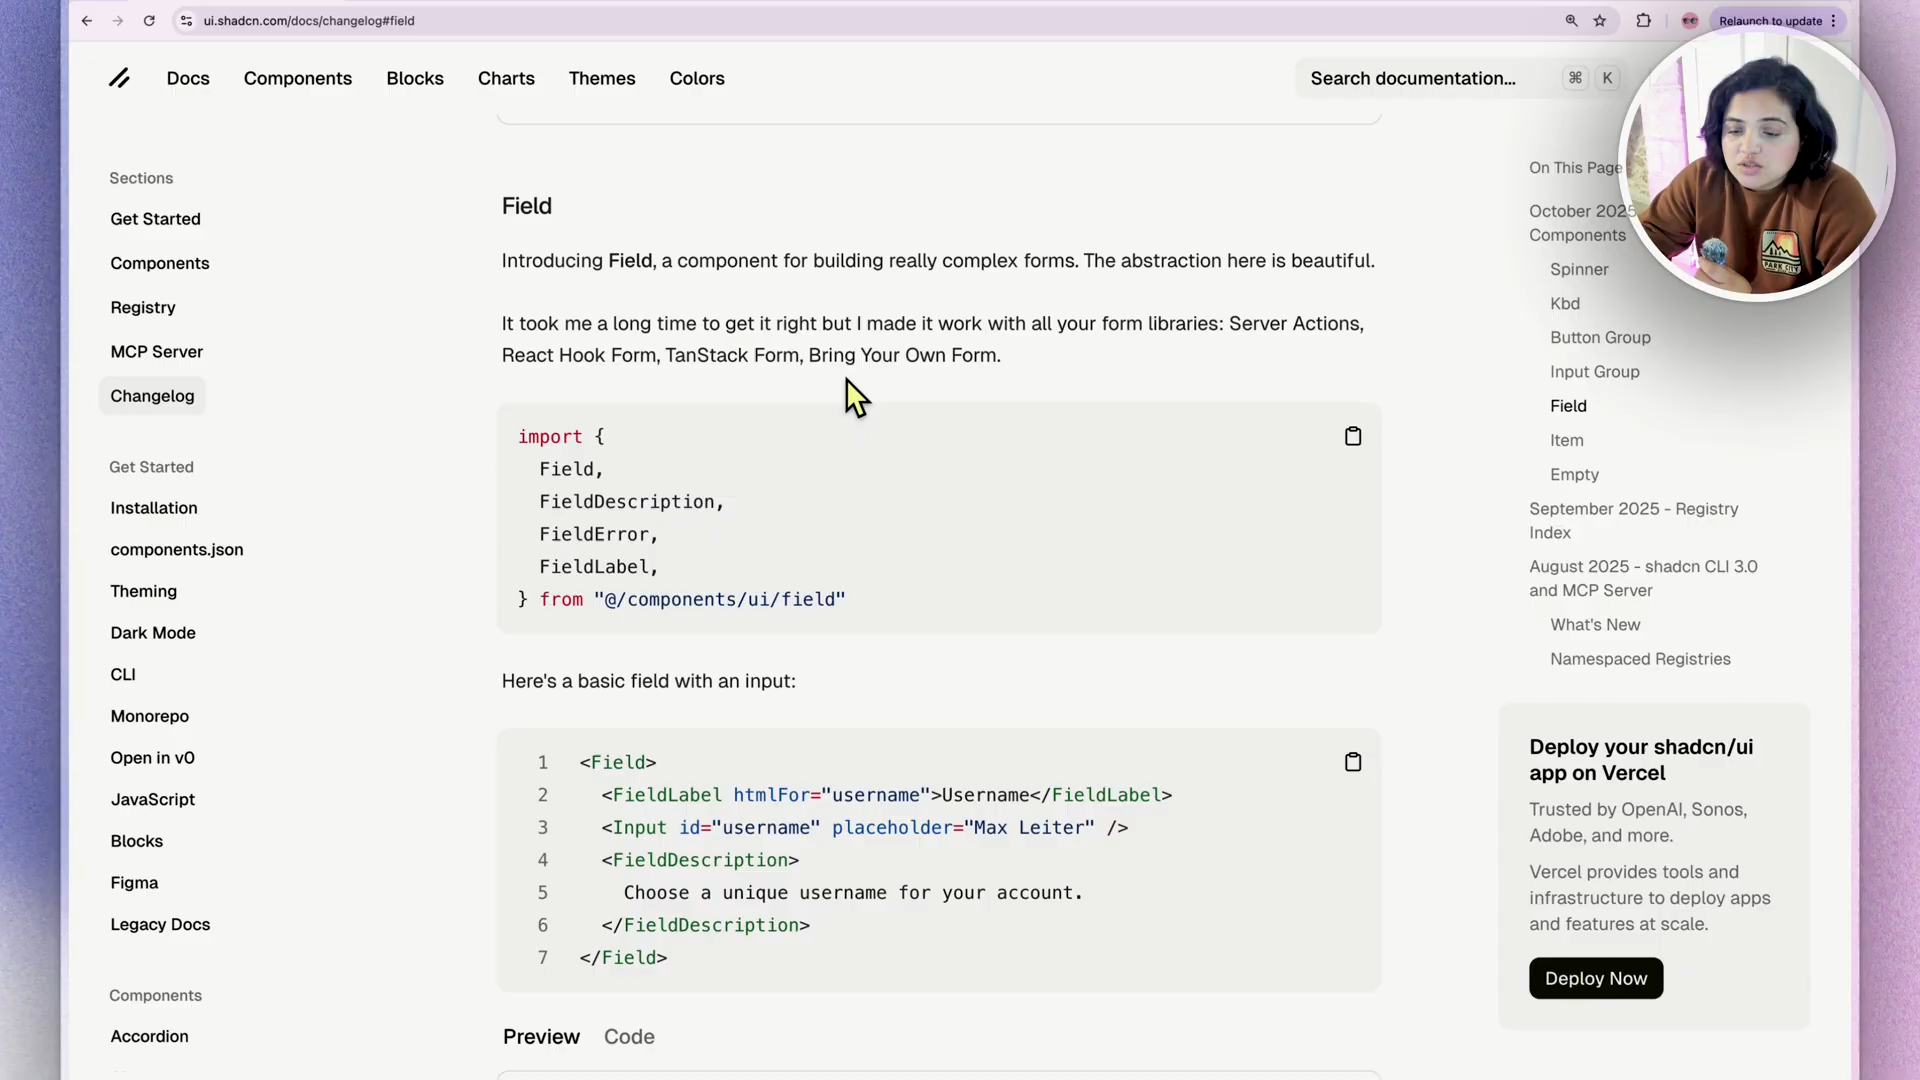 ui.shadcn.com/docs/changelog#field
Relaunch to update
Docs
Components
Blocks
Charts
Themes
Colors
Search documentation...
⌘ K
Sections
Get Started
Components
Registry
MCP Server
Changelog
Get Started
Installation
components.json
Theming
Dark Mode
CLI
Monorepo
Open in v0
JavaScript
Blocks
Figma
Legacy Docs
Components
Accordion
Field
Introducing Field, a component for building really complex forms. The abstraction here is beautiful.
It took me a long time to get it right but I made it work with all your form libraries: Server Actions,
React Hook Form, TanStack Form, Bring Your Own Form.
import {
Field,
FieldDescription,
FieldError,
FieldLabel,
} from "@/components/ui/field"
Here's a basic field with an input:
1 <Field>
2 <FieldLabel htmlFor="username">Username</FieldLabel>
3 <Input id="username" placeholder="Max Leiter" />
4 <FieldDescription>
5 Choose a unique username for your account.
6 </FieldDescription>
7 </Field>
Preview
Code
On This Page
October 2025
Components
Spinner
Kbd
Button Group
Input Group
Field
Item
Empty
September 2025 - Registry
Index
August 2025 - shadcn CLI 3.0
and MCP Server
What's New
Namespaced Registries
Deploy your shadcn/ui
app on Vercel
Trusted by OpenAI, Sonos,
Adobe, and more.
Vercel provides tools and
infrastructure to deploy apps
and features at scale.
Deploy Now
PARK CITY